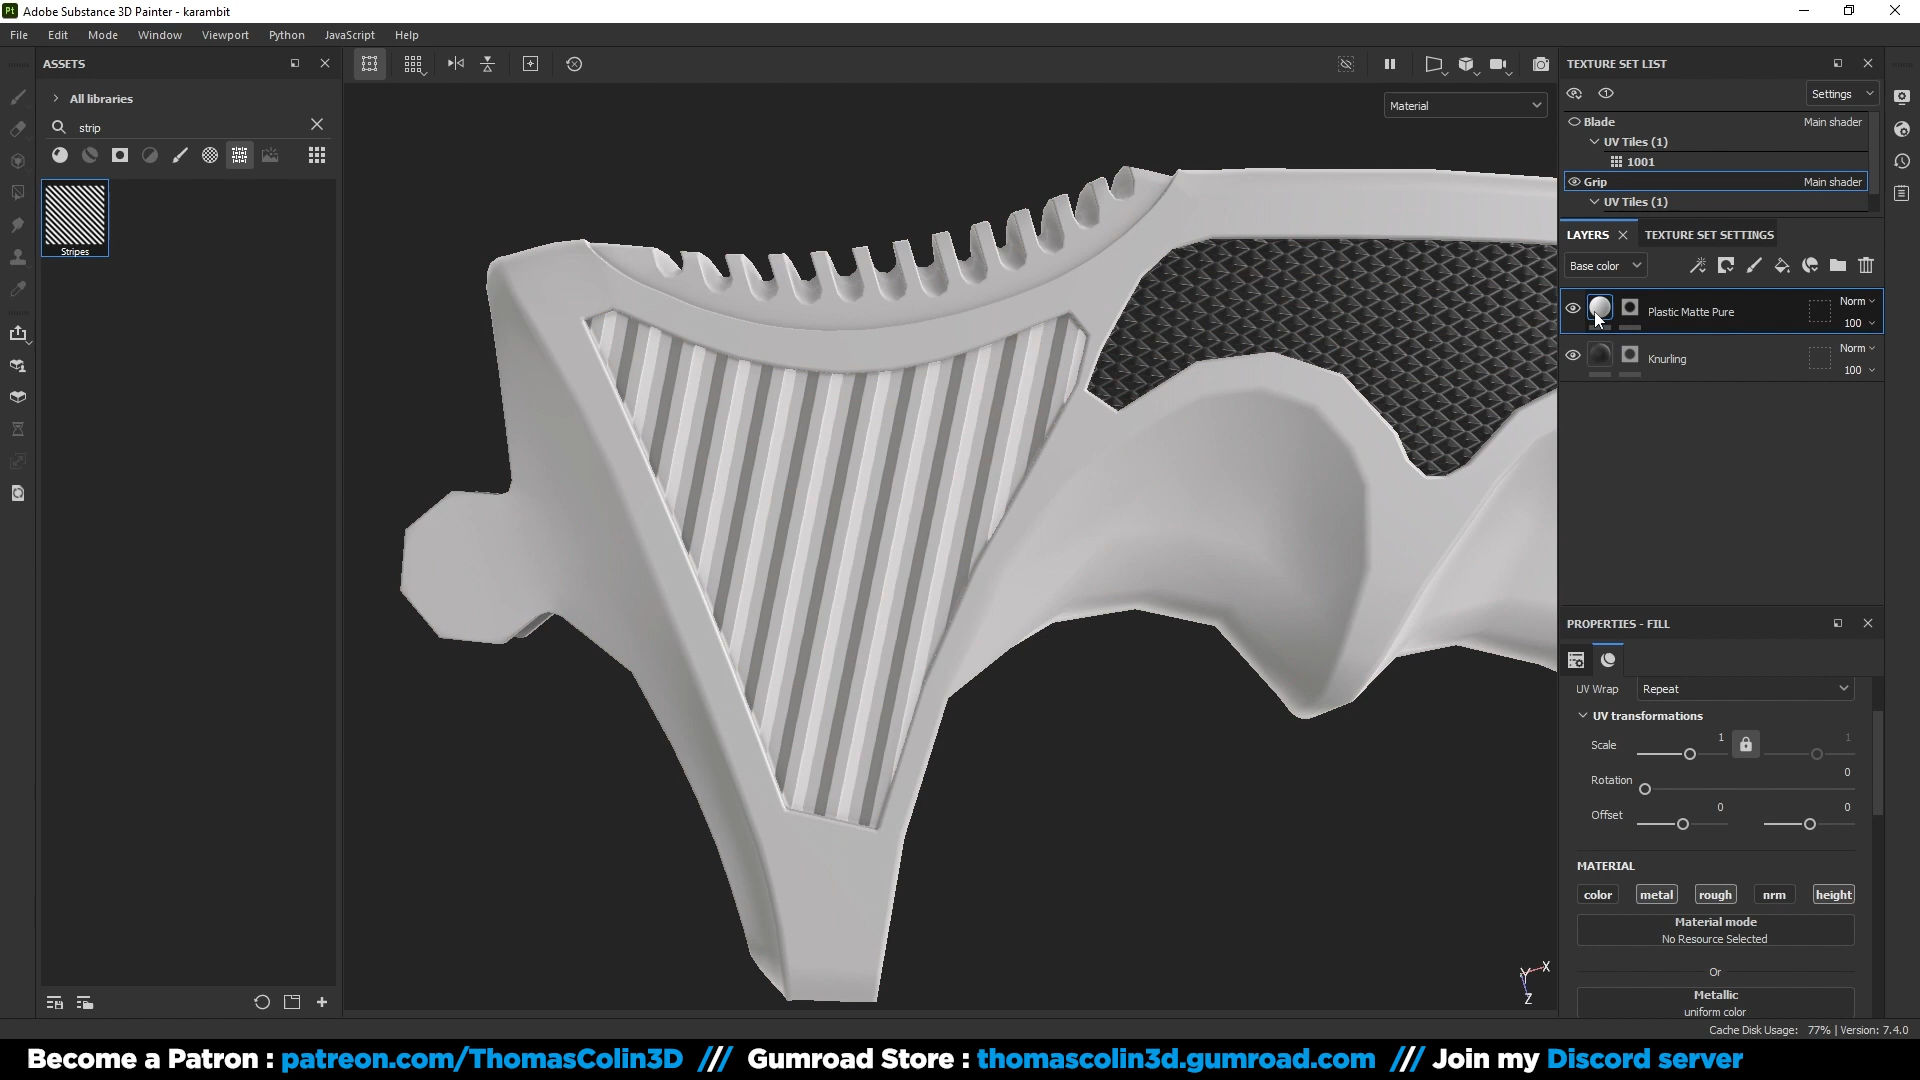 Pt Adobe Substance 3D Painter - karambit
File Edit Mode Window Viewport Python JavaScript Help
ASSETS
All libraries
strip
Stripes
Material
TEXTURE SET LIST
Settings
Blade Main shader
UV Tiles (1)
1001
Grip Main shader
UV Tiles (1)
LAYERS TEXTURE SET SETTINGS
Base color
Plastic Matte Pure Norm
100
Knurling Norm
100
PROPERTIES - FILL
UV Wrap Repeat
UV transformations
Scale 1 1
Rotation 0
Offset 0 0
MATERIAL
color metal rough nrm height
Material mode
No Resource Selected
Or
Metallic
uniform color
X
Y
Z
Cache Disk Usage: 77% | Version: 7.4.0
Become a Patron : patreon.com/ThomasColin3D /// Gumroad Store : thomascolin3d.gumroad.com /// Join my Discord server